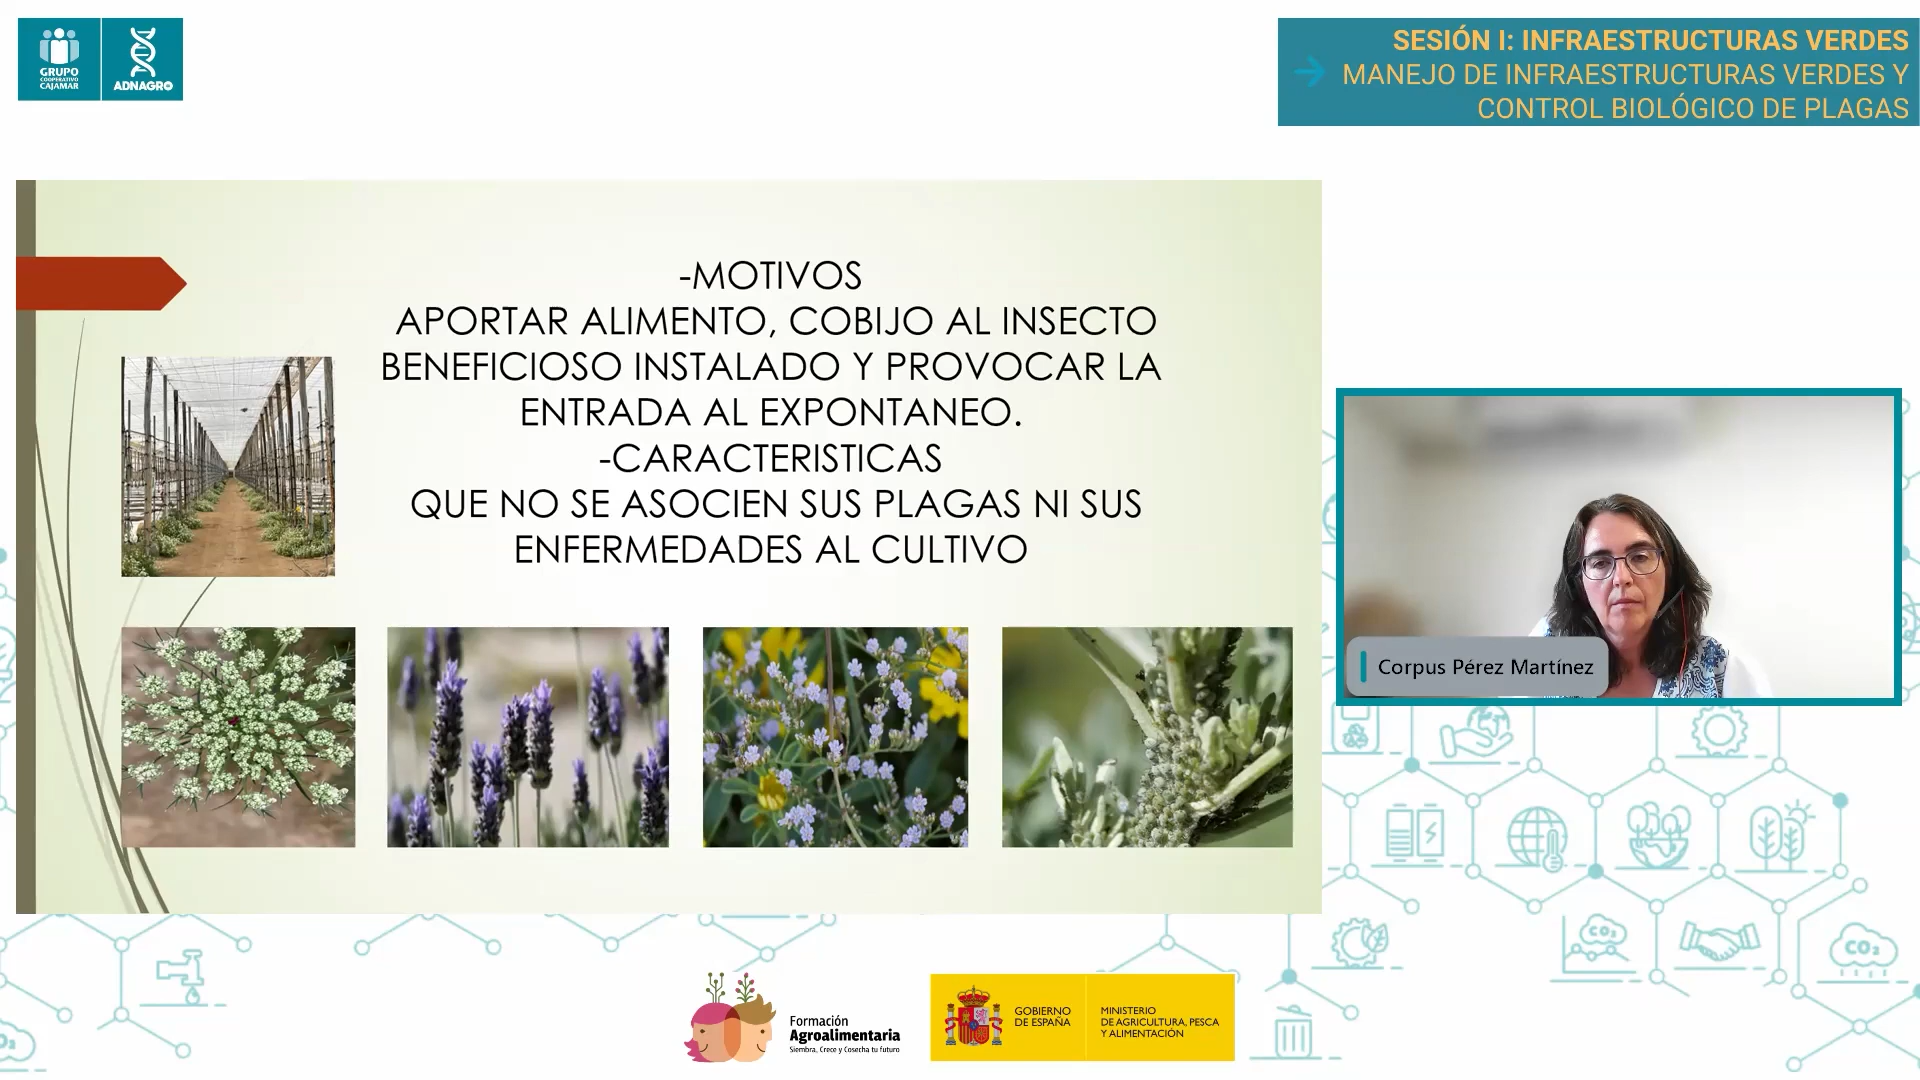 GRUPO
COOPERATIVO
CAJAMAR
ADNAGRO
SESIÓN I: INFRAESTRUCTURAS VERDES
MANEJO DE INFRAESTRUCTURAS VERDES Y
CONTROL BIOLÓGICO DE PLAGAS
-MOTIVOS
APORTAR ALIMENTO, COBIJO AL INSECTO
BENEFICIOSO INSTALADO Y PROVOCAR LA
ENTRADA AL EXPONTANEO.
-CARACTERISTICAS
QUE NO SE ASOCIEN SUS PLAGAS NI SUS
ENFERMEDADES AL CULTIVO
Corpus Pérez Martínez
CO₂
CO₂
Formación
Agroalimentaria
Siembra, Crece y Cosecha tu futuro
GOBIERNO
DE ESPAÑA
MINISTERIO
DE AGRICULTURA, PESCA
Y ALIMENTACIÓN